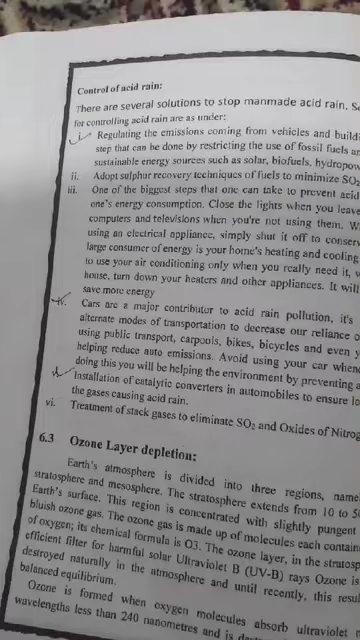 Control of acid rain:
There are several solutions to stop manmade acid rain.
for controlling acid rain are as under:
i. Regulating the emissions coming from vehicles and
step that can be done by restricting the use of fossil fuels
sustainable energy sources such as solar, biofuels,
ii. Adopt sulphur recovery techniques of fuels to minimize SO2
iii. One of the biggest steps that one can take to prevent acid
one's energy consumption. Close the lights when you leave
computers and televisions when you're not using them.
using an electrical appliance, simply shut it off to
large consumer of energy is your home's heating and cooling
to use your air conditioning only when you really need it,
house, turn down your heaters and other appliances. It will
save more energy
iv. Cars are a major contributor to acid rain pollution, it's
alternate modes of transportation to decrease our reliance
using public transport, carpools, bikes, bicycles and even
helping reduce auto emissions. Avoid using your car
doing this you will be helping the environment by preventing
v. Installation of catalytic converters in automobiles to ensure
the gases causing acid rain.
vi. Treatment of stack gases to eliminate SO2 and Oxides of
6.3 Ozone Layer depletion:
Earth's atmosphere is divided into three regions,
stratosphere and mesosphere. The stratosphere extends from 10 to
Earth's surface. This region is concentrated with slightly pungent
bluish ozone gas. The ozone gas is made up of molecules each
of oxygen; its chemical formula is O3. The ozone layer, in the
efficient filter for harmful solar Ultraviolet B (UV-B) rays Ozone is
destroyed naturally in the atmosphere and until recently, this
balanced equilibrium.
Ozone is formed when oxygen molecules absorb ultraviolet
wavelengths less than 240 nanometres and is